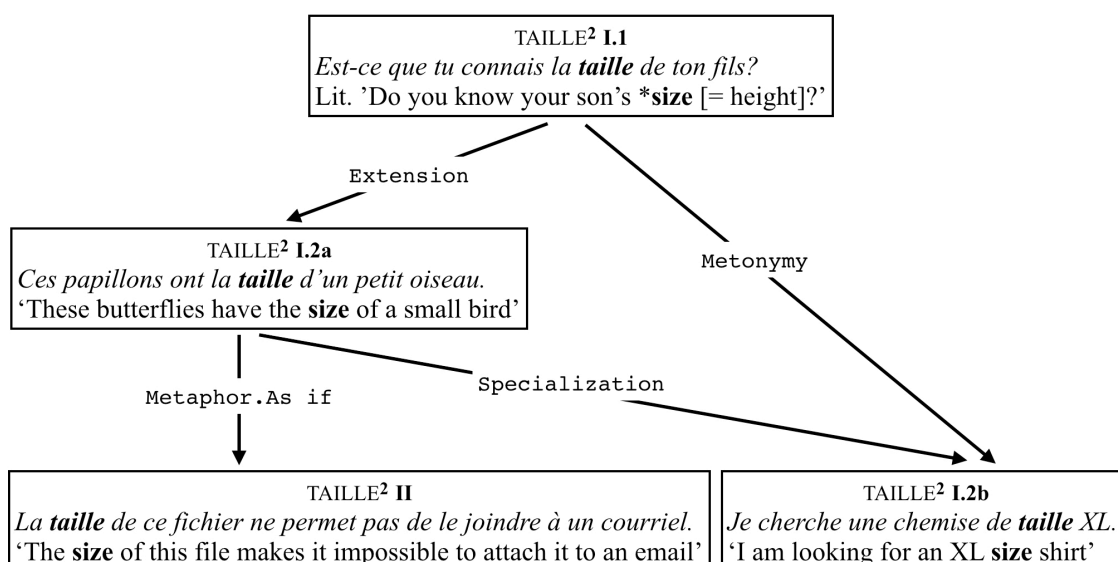 TAILLE² I.1
Est-ce que tu connais la taille de ton fils?
Lit. ’Do you know your son's *size [= height]?’
Extension
Metonymy
TAILLE² I.2a
Ces papillons ont la taille d’un petit oiseau.
‘These butterflies have the size of a small bird’
Metaphor.As if
Specialization
TAILLE² II
La taille de ce fichier ne permet pas de le joindre à un courriel.
‘The size of this file makes it impossible to attach it to an email’
TAILLE² I.2b
Je cherche une chemise de taille XL.
‘I am looking for an XL size shirt’